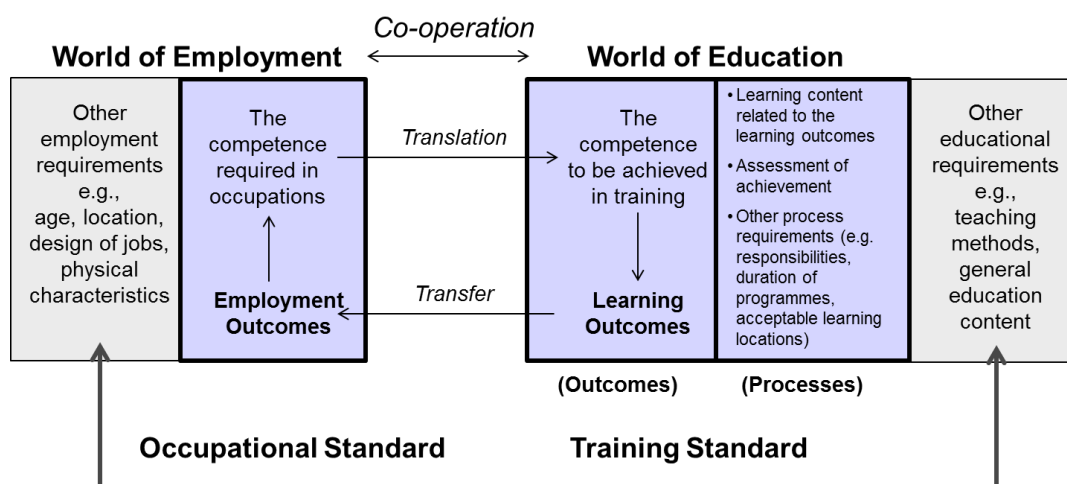 Co-operation
World of Employment
World of Education
Other
employment
requirements
e.g.,
age, location,
design of jobs,
physical
characteristics
The
competence
required in
occupations
Employment
Outcomes
Translation
Transfer
The
competence
to be achieved
in training
Learning
Outcomes
• Learning content
related to the
learning outcomes
• Assessment of
achievement
• Other process
requirements (e.g.
responsibilities,
duration of
programmes,
acceptable learning
locations)
Other
educational
requirements
e.g.,
teaching
methods,
general
education
content
(Outcomes)
(Processes)
Occupational Standard
Training Standard